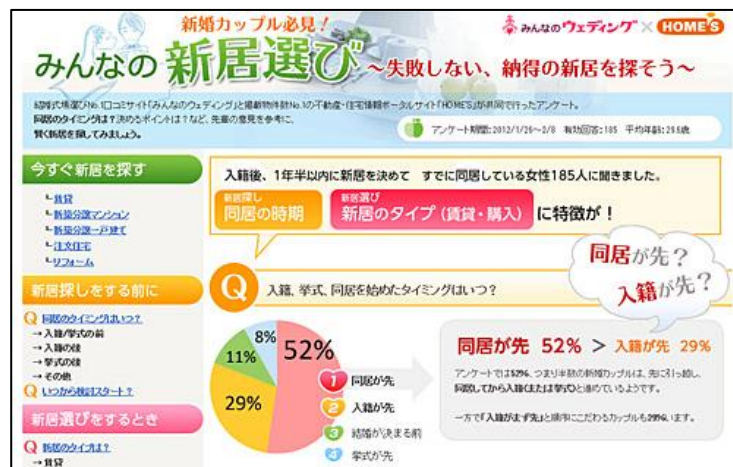 新婚カップル必見！
みんなのウェディング × HOME'S
みんなの新居選び ～失敗しない、納得の新居を探そう～
結婚式場選びNo.1口コミサイト「みんなのウェディング」と掲載物件数No.1の不動産・住宅情報ポータルサイト「HOME'S」が共同で行ったアンケート。
同居のタイミングは？決めるポイントは？など、先輩の意見を参考に、
賢く新居を探してみましょう。
アンケート期間：2012/1/26～2/8 有効回答：185 平均年齢：29.6歳
今すぐ新居を探す
賃貸
新築分譲マンション
新築分譲一戸建て
注文住宅
リフォーム
新居探しをする前に
Q 同居のタイミングはいつ？
→入籍/挙式の前
→入籍の後
→挙式の後
→その他
Q いつから検討スタート？
新居選びをするとき
Q 新居のタイプは？
→賃貸
入籍後、1年半以内に新居を決めて すでに同居している女性185人に聞きました。
新居探し
同居の時期
新居選び
新居のタイプ（賃貸・購入）
に特徴が！
同居が先？
入籍が先？
Q 入籍、挙式、同居を始めたタイミングはいつ？
8%
52%
11%
29%
1 同居が先
2 入籍が先
3 結婚が決まる前
4 挙式が先
同居が先 52% > 入籍が先 29%
アンケートでは52%、つまり半数の新婚カップルは、先に引っ越し、
同居してから入籍(または挙式)と進めているようです。
一方で「入籍がまず先」と順序にこだわるカップルも29%、います。